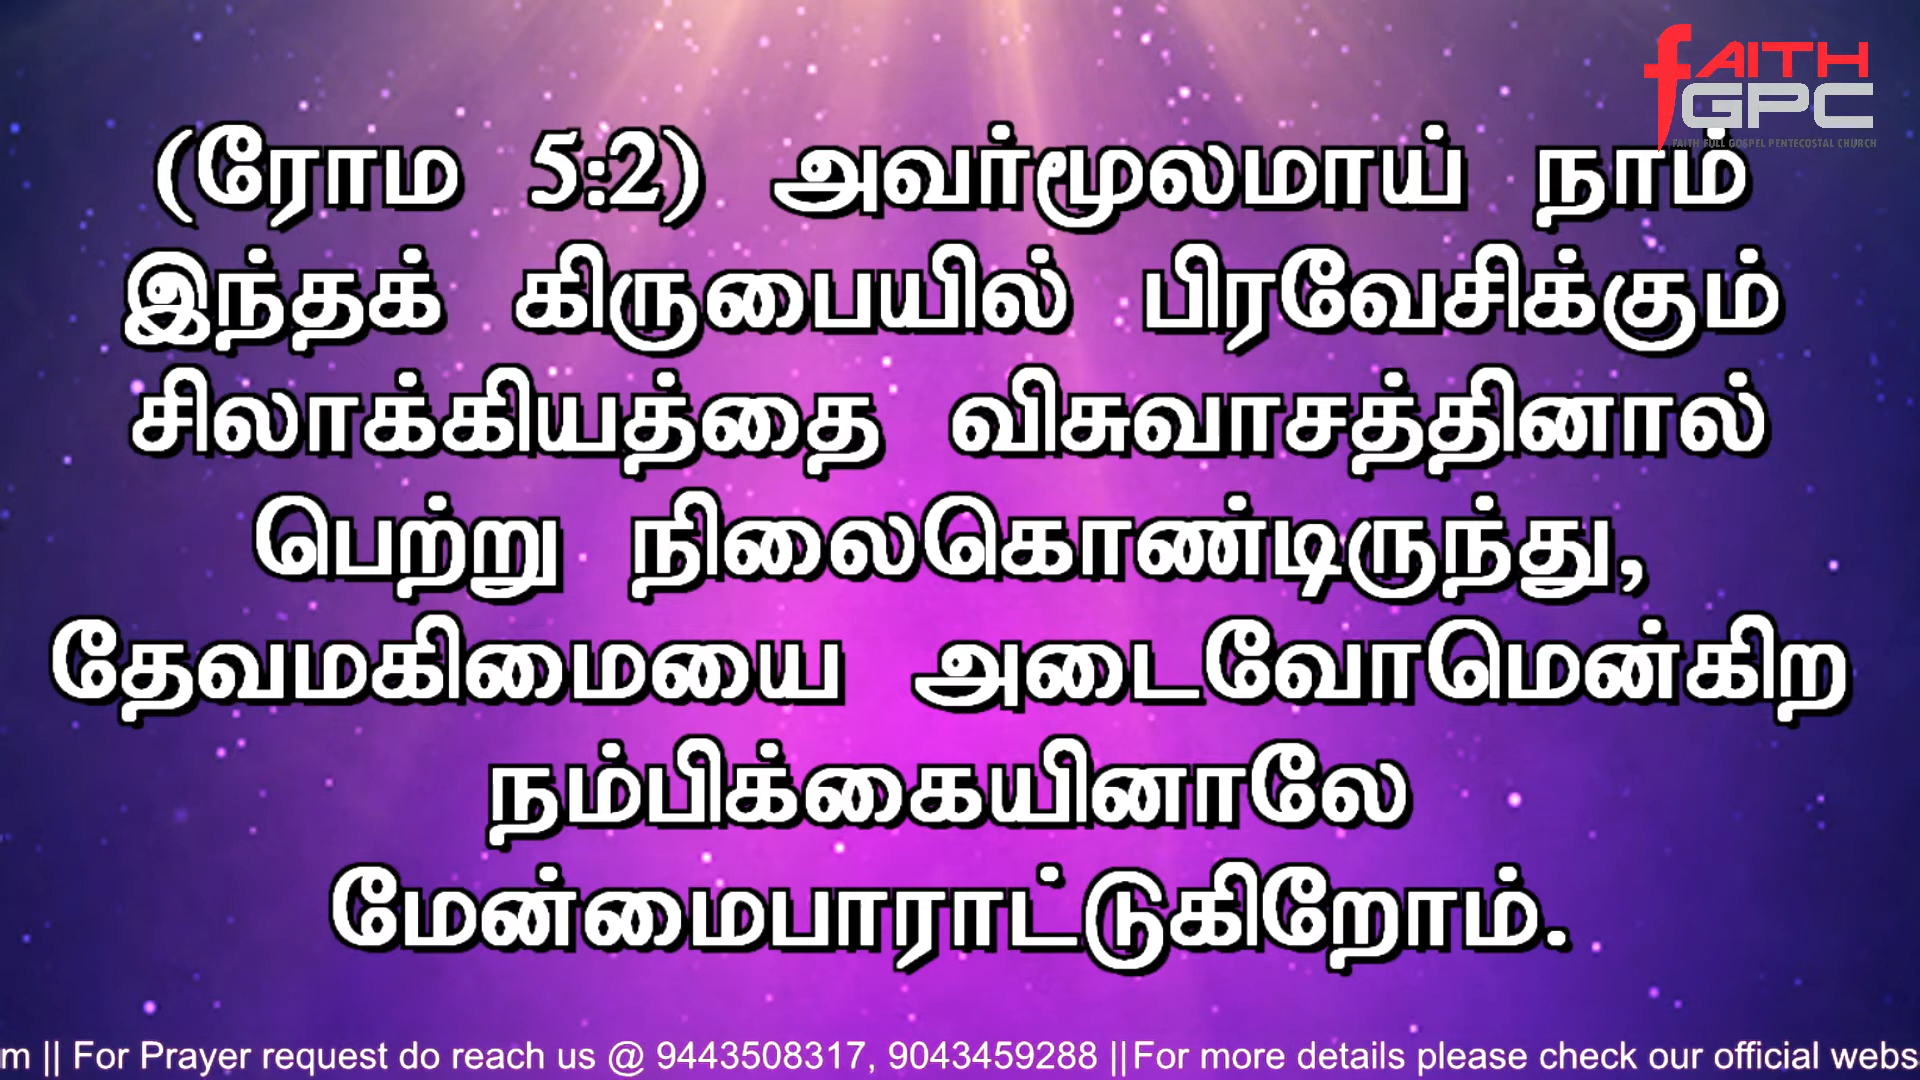 FAITH
GPC
FAITH FULL GOSPEL PENTECOSTAL CHURCH
(ரோம 5:2) அவர்மூலமாய் நாம்
இந்தக் கிருபையில் பிரவேசிக்கும்
சிலாக்கியத்தை விசுவாசத்தினால்
பெற்று நிலைகொண்டிருந்து,
தேவமகிமையை அடைவோமென்கிற
நம்பிக்கையினாலே
மேன்மைபாராட்டுகிறோம்.
m || For Prayer request do reach us @ 9443508317, 9043459288 ||For more details please check our official webs